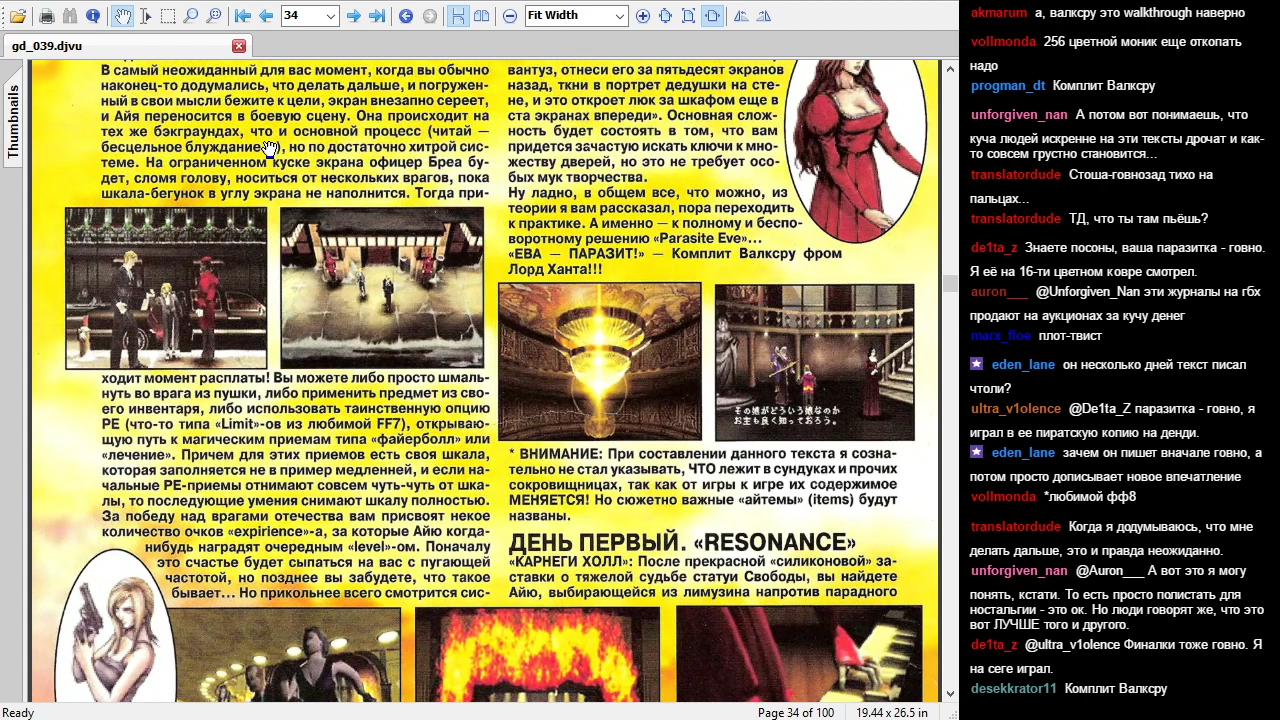 34
Fit Width
gd_039.djvu
Thumbnails
В самый неожиданный для вас момент, когда вы обычно
наконец-то додумались, что делать дальше, и погружен-
ный в свои мысли бежите к цели, экран внезапно сереет,
и Айя переносится в боевую сцену. Она происходит на
тех же бэкграундах, что и основной процесс (читай —
бесцельное блуждание), но по достаточно хитрой сис-
теме. На ограниченном куске экрана офицер Бреа бу-
дет, сломя голову, носиться от нескольких врагов, пока
шкала-бегунок в углу экрана не наполнится. Тогда при-
ходит момент расплаты! Вы можете либо просто шмаль-
нуть во врага из пушки, либо применить предмет из сво-
его инвентаря, либо использовать таинственную опцию
PE (что-то типа «Limit»-ов из любимой FF7), открываю-
щую путь к магическим приемам типа «файерболл» или
«лечение». Причем для этих приемов есть своя шкала,
которая заполняется не в пример медленней, и если на-
чальные PE-приемы отнимают совсем чуть-чуть от шка-
лы, то последующие умения снимают шкалу полностью.
За победу над врагами отечества вам присвоят некое
количество очков «expirience»-а, за которые Айю когда-
нибудь наградят очередным «level»-ом. Поначалу
это счастье будет сыпаться на вас с пугающей
частотой, но позднее вы забудете, что такое
бывает... Но прикольнее всего смотрится сис-
вантуз, отнеси его за пятьдесят экранов
назад, ткни в портрет дедушки на сте-
не, и это откроет люк за шкафом еще в
ста экранах впереди». Основная слож-
ность будет состоять в том, что вам
придется зачастую искать ключи к мно-
жеству дверей, но это не требует осо-
бых мук творчества.
Ну ладно, в общем все, что можно, из
теории я вам рассказал, пора переходить
к практике. А именно — к полному и беспо-
воротному решению «Parasite Eve»...
«ЕВА — ПАРАЗИТ!» — Комплит Валксру фром
Лорд Ханта!!!
その娘がどういう娘なのか
お主も良く知っておろう。
* ВНИМАНИЕ: При составлении данного текста я созна-
тельно не стал указывать, ЧТО лежит в сундуках и прочих
сокровищницах, так как от игры к игре их содержимое
МЕНЯЕТСЯ! Но сюжетно важные «айтемы» (items) будут
названы.
ДЕНЬ ПЕРВЫЙ. «RESONANCE»
«КАРНЕГИ ХОЛЛ»: После прекрасной «силиконовой» за-
ставки о тяжелой судьбе статуи Свободы, вы найдете
Айю, выбирающейся из лимузина напротив парадного
Ready
Page 34 of 100
19.44 x 26.5 in
akmarum а, валксру это walkthrough наверно
vollmonda 256 цветной моник еще откопать
надо
progman_dt Комплит Валксру
unforgiven_nan А потом вот понимаешь, что
куча людей искренне на эти тексты дрочат и как-
то совсем грустно становится...
translatordude Стоша-говнозад тихо на
пальцах...
translatordude ТД, что ты там пьёшь?
de1ta_z Знаете посоны, ваша паразитка - говно.
Я её на 16-ти цветном ковре смотрел.
auron___ @Unforgiven_Nan эти журналы на гбх
продают на аукционах за кучу денег
marx_floe плот-твист
eden_lane он несколько дней текст писал
чтоли?
ultra_v1olence @De1ta_Z паразитка - говно, я
играл в ее пиратскую копию на денди.
eden_lane зачем он пишет вначале говно, а
потом просто дописывает новое впечатление
vollmonda *любимой фф8
translatordude Когда я додумываюсь, что мне
делать дальше, это и правда неожиданно.
unforgiven_nan @Auron___ А вот это я могу
понять, кстати. То есть просто полистать для
ностальгии - это ок. Но люди говорят же, что это
вот ЛУЧШЕ того и другого.
de1ta_z @ultra_v1olence Финалки тоже говно. Я
на сеге играл.
desekkrator11 Комплит Валксру